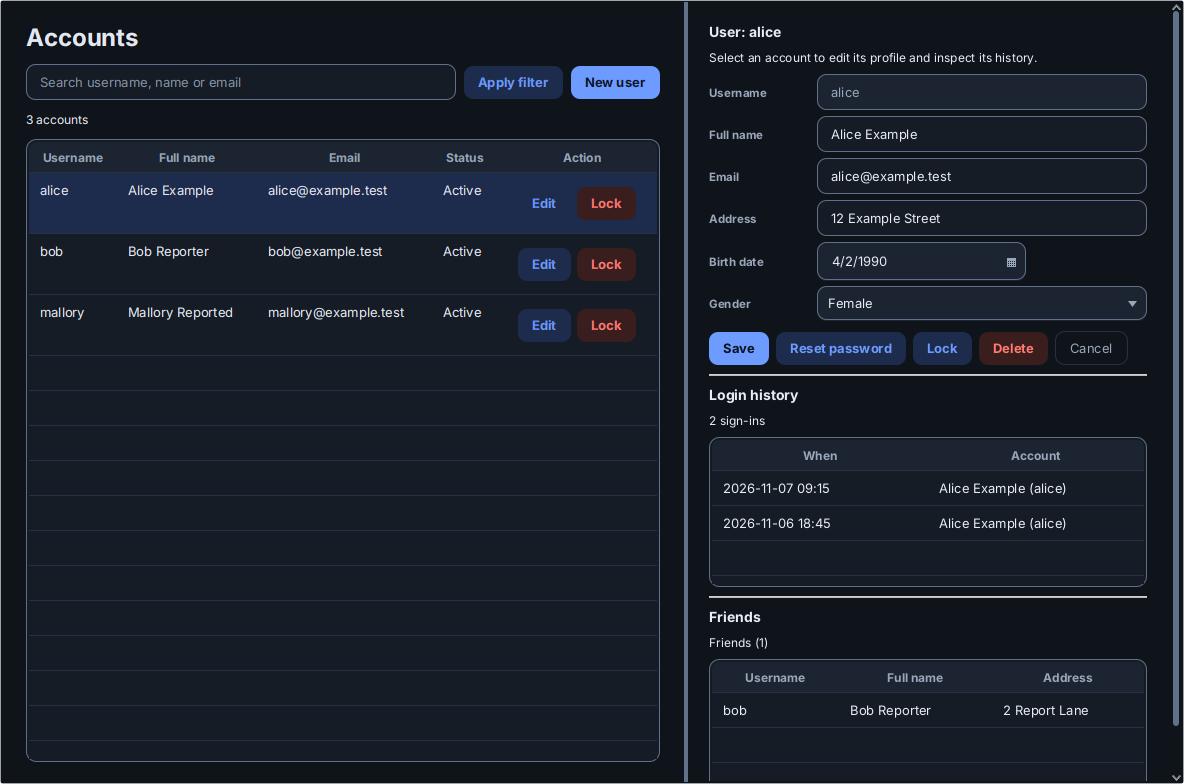 Accounts
Search username, name or email
Apply filter
New user
3 accounts
Username Full name Email Status Action
alice Alice Example alice@example.test Active Edit Lock
bob Bob Reporter bob@example.test Active Edit Lock
mallory Mallory Reported mallory@example.test Active Edit Lock
User: alice
Select an account to edit its profile and inspect its history.
Username alice
Full name Alice Example
Email alice@example.test
Address 12 Example Street
Birth date 4/2/1990
Gender Female
Save Reset password Lock Delete Cancel
Login history
2 sign-ins
When Account
2026-11-07 09:15 Alice Example (alice)
2026-11-06 18:45 Alice Example (alice)
Friends
Friends (1)
Username Full name Address
bob Bob Reporter 2 Report Lane